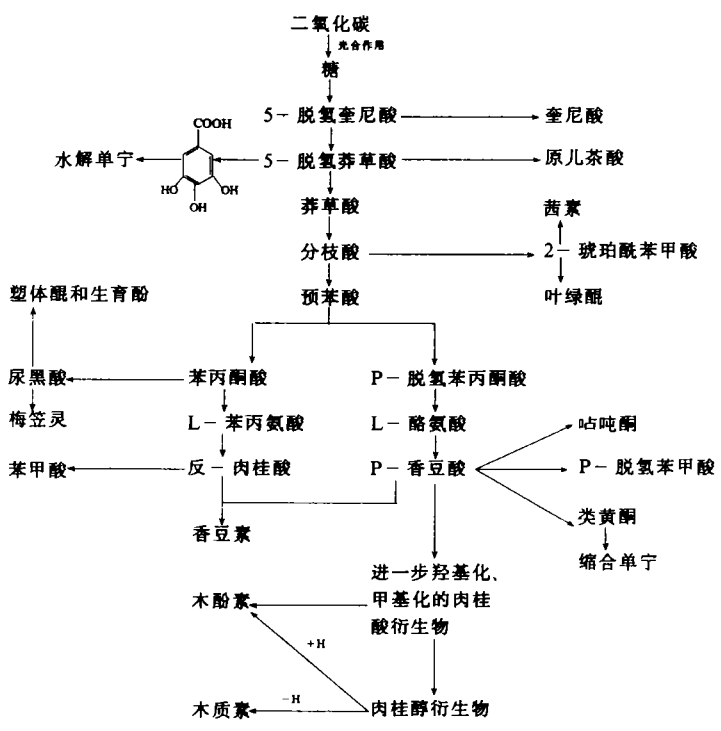 二氧化碳
光合作用
糖
5-脱氢奎尼酸
奎尼酸
COOH
水解单宁
5-脱氢莽草酸
原儿茶酸
HO
OH
OH
莽草酸
茜素
分枝酸
2-琥珀酰苯甲酸
预苯酸
叶绿醌
塑体醌和生育酚
尿黑酸
苯丙酮酸
P-脱氢苯丙酮酸
梅笠灵
L-苯丙氨酸
L-酪氨酸
呫吨酮
苯甲酸
反-肉桂酸
P-香豆酸
P-脱氢苯甲酸
类黄酮
香豆素
缩合单宁
进一步羟基化、
木酚素
甲基化的肉桂
酸衍生物
+H
-H
木质素
肉桂醇衍生物